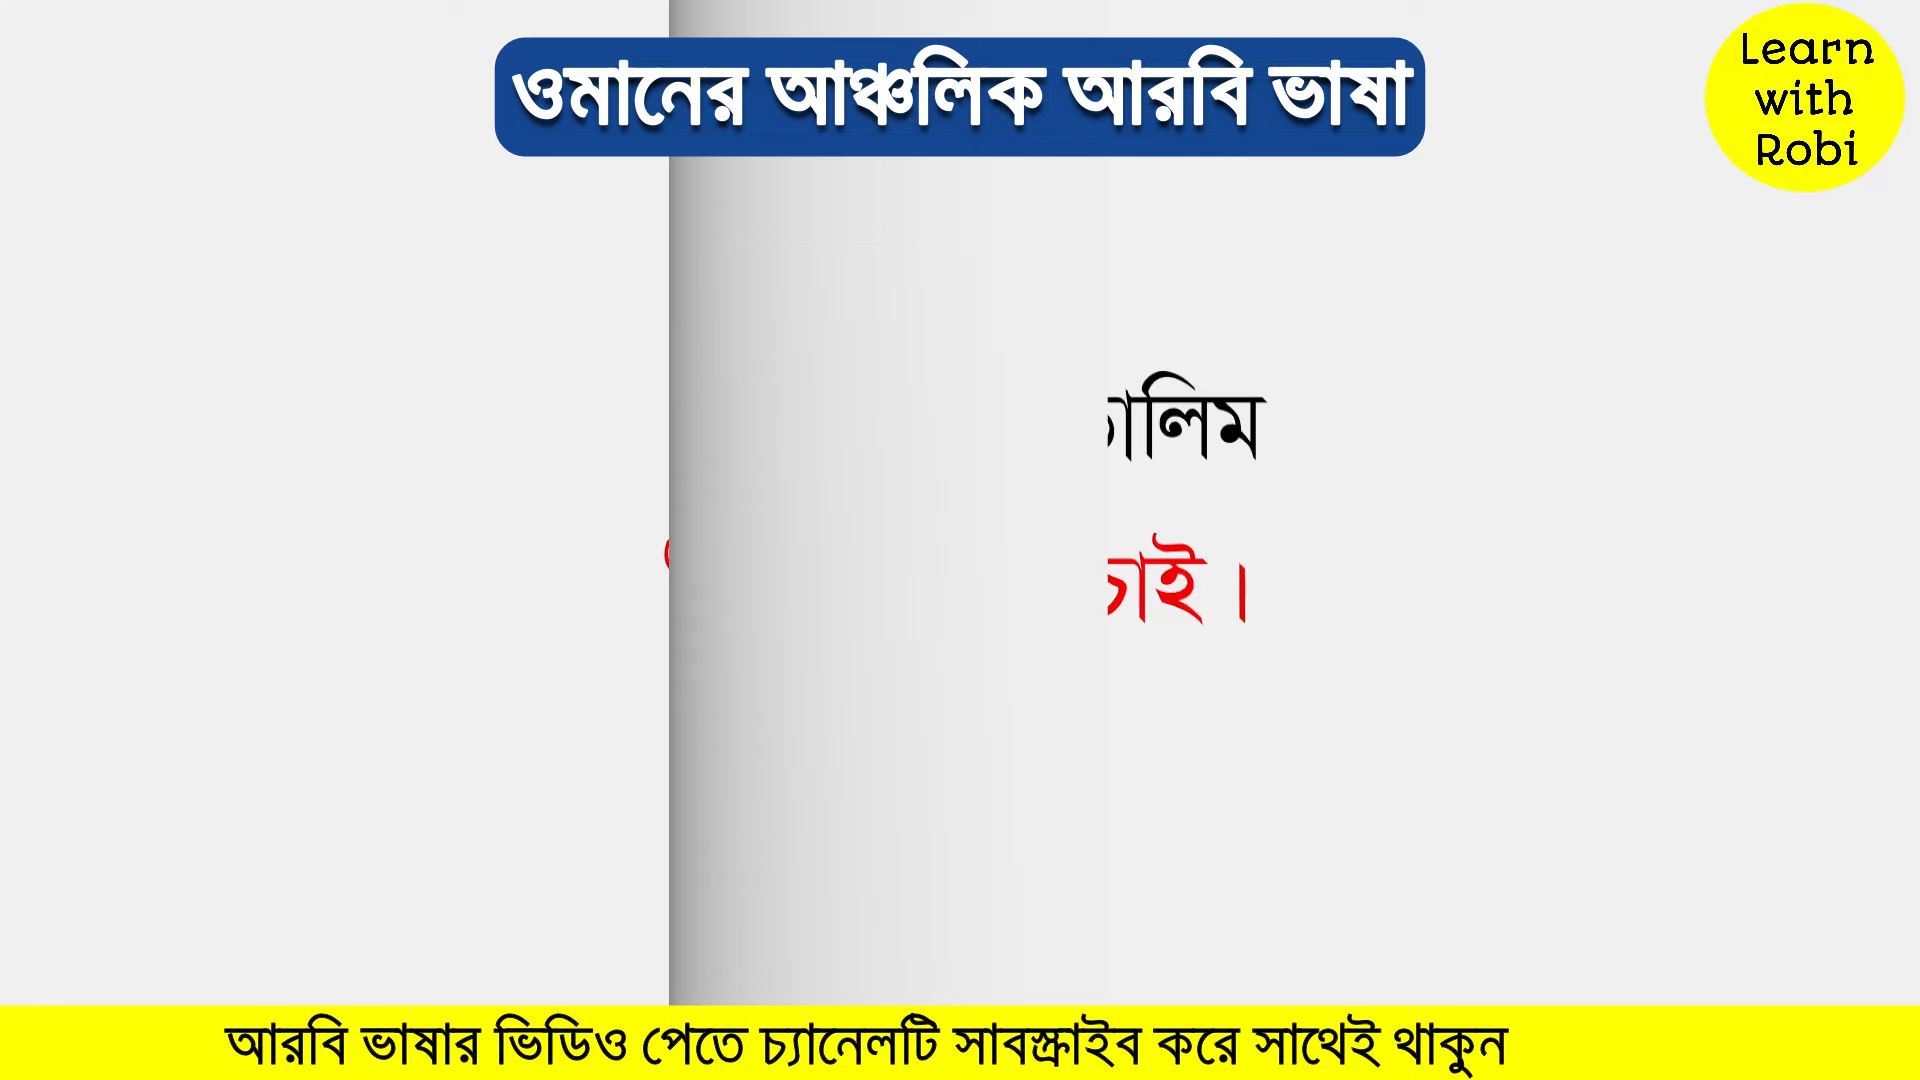 ওমানের আঞ্চলিক আরবি ভাষা
Learn
with
Robi
চাই।
আরবি ভাষার ভিডিও পেতে চ্যানেলটি সাবস্ক্রাইব করে সাথেই থাকুন